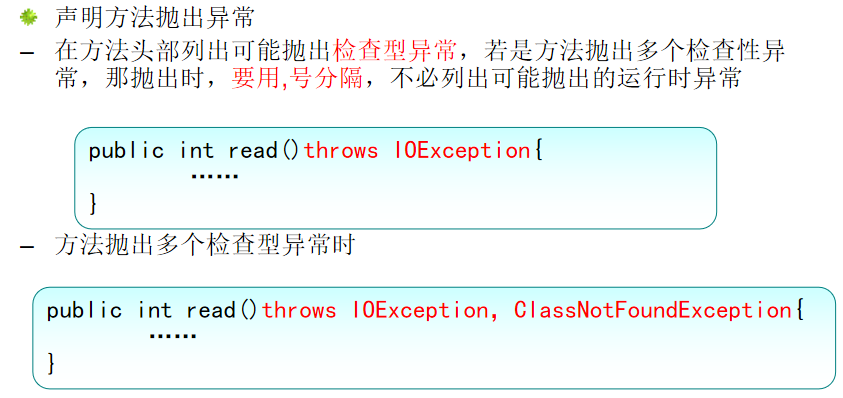 声明方法抛出异常
– 在方法头部列出可能抛出检查型异常，若是方法抛出多个检查性异
常，那抛出时，要用,号分隔，不必列出可能抛出的运行时异常
public int read()throws IOException{
……
}
– 方法抛出多个检查型异常时
public int read()throws IOException, ClassNotFoundException{
……
}